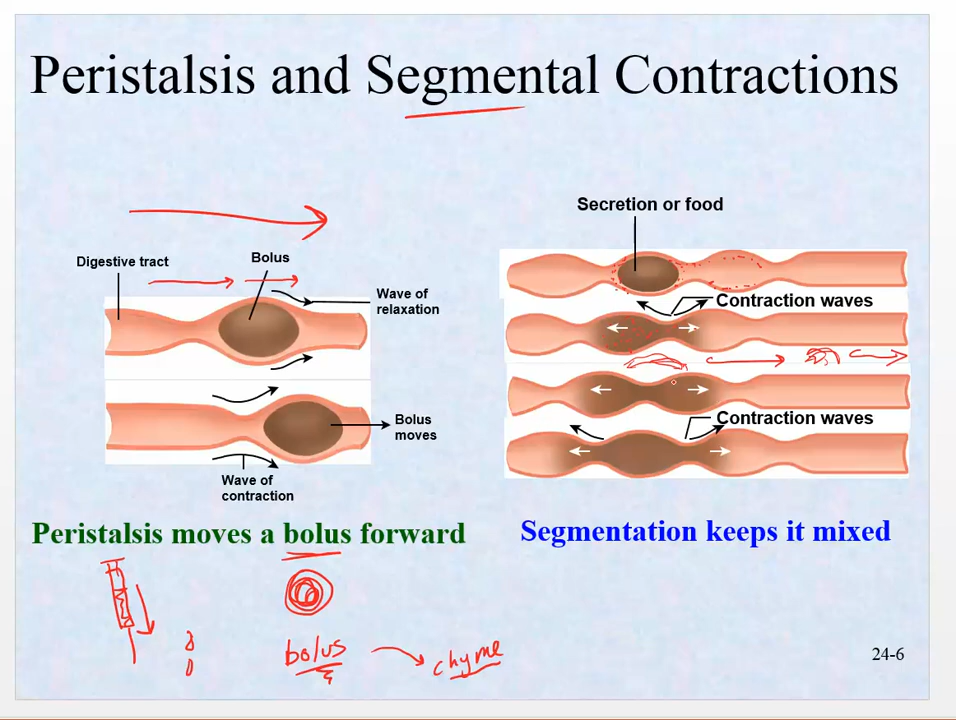 Peristalsis and Segmental Contractions
Digestive tract
Bolus
Wave of
relaxation
Bolus
moves
Wave of
contraction
Peristalsis moves a bolus forward
Secretion or food
Contraction waves
Contraction waves
Segmentation keeps it mixed
bolus
chyme
24-6